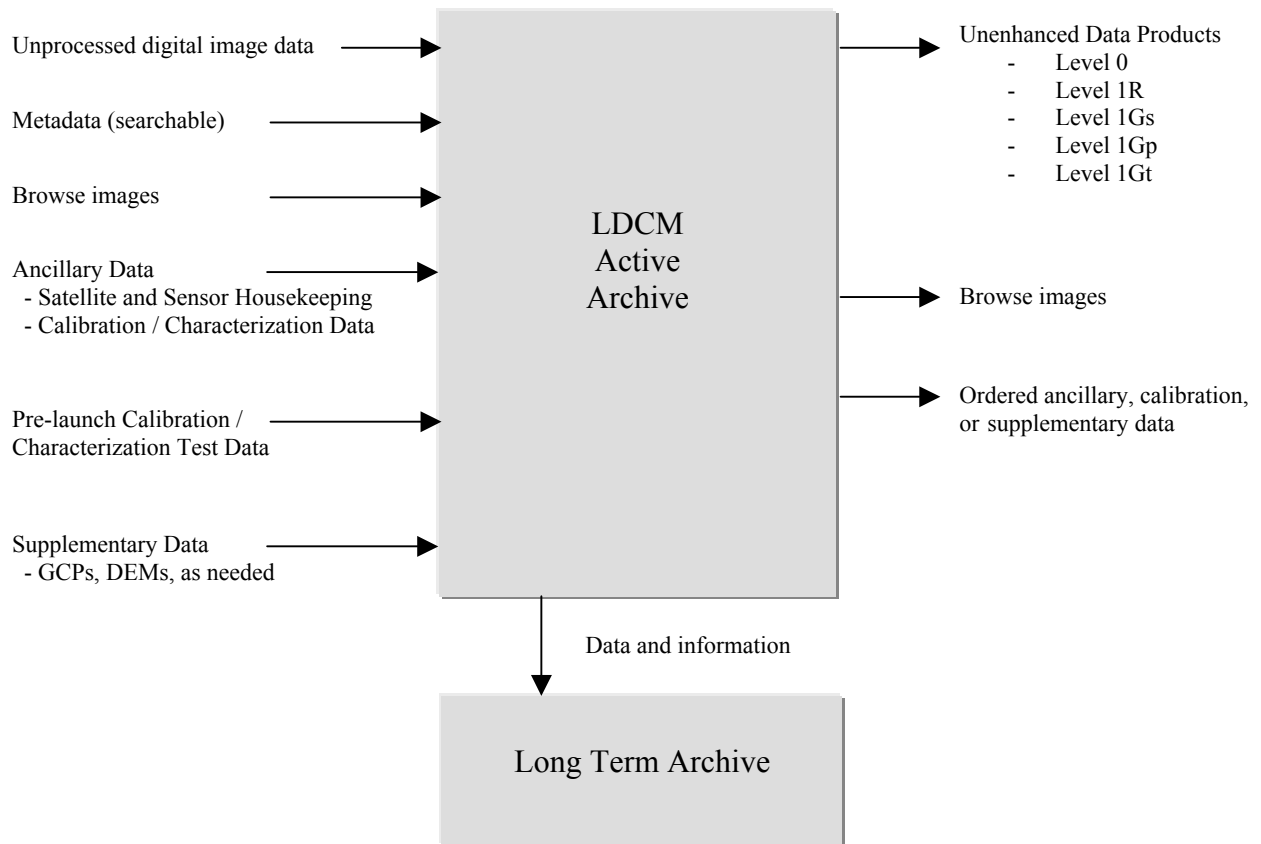 Unprocessed digital image data
Metadata (searchable)
Browse images
Ancillary Data
- Satellite and Sensor Housekeeping
- Calibration / Characterization Data
Pre-launch Calibration /
Characterization Test Data
Supplementary Data
- GCPs, DEMs, as needed
LDCM
Active
Archive
Unenhanced Data Products
- Level 0
- Level 1R
- Level 1Gs
- Level 1Gp
- Level 1Gt
Browse images
Ordered ancillary, calibration,
or supplementary data
Data and information
Long Term Archive